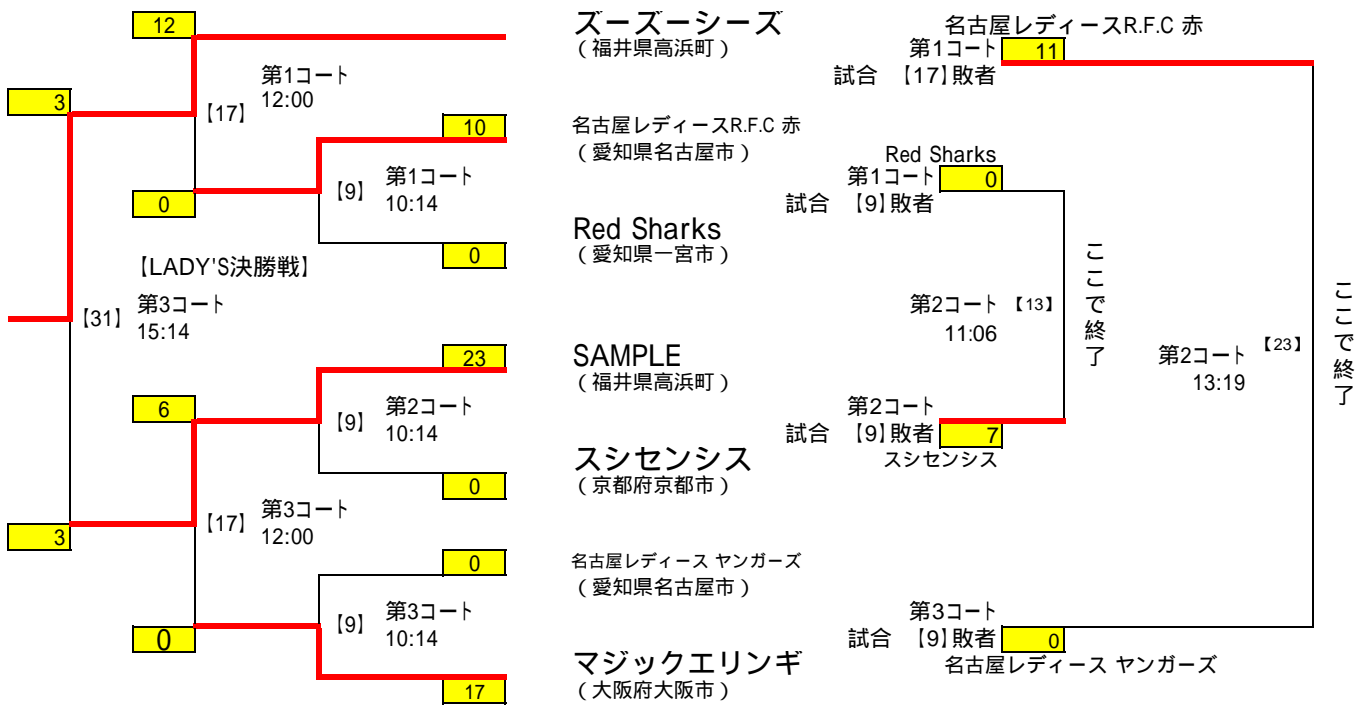 12
ズーズーシーズ
(福井県高浜町)
第1コート
12:00
3
【17】
10
名古屋レディースR.F.C 赤
(愛知県名古屋市)
【9】
第1コート
10:14
0
Red Sharks
(愛知県一宮市)
0
【LADY'S決勝戦】
【31】
第3コート
15:14
23
SAMPLE
(福井県高浜町)
6
【9】
第2コート
10:14
スシセンシス
(京都府京都市)
0
【17】
第3コート
12:00
3
0
名古屋レディース ヤンガーズ
(愛知県名古屋市)
【9】
第3コート
10:14
0
マジックエリンギ
(大阪府大阪市)
17
名古屋レディースR.F.C 赤
第1コート
11
試合 【17】敗者
Red Sharks
第1コート
0
試合 【9】敗者
第2コート 【13】
11:06
ここで終了
第2コート 【23】
13:19
ここで終了
第2コート
試合 【9】敗者
7
スシセンシス
第3コート
試合 【9】敗者
0
名古屋レディース ヤンガーズ